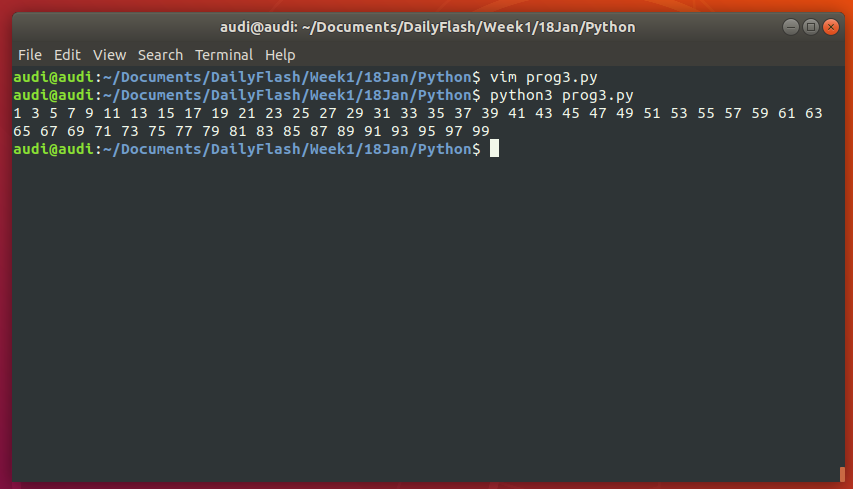 audi@audi: ~/Documents/DailyFlash/Week1/18Jan/Python
File Edit View Search Terminal Help
audi@audi:~/Documents/DailyFlash/Week1/18Jan/Python$ vim prog3.py
audi@audi:~/Documents/DailyFlash/Week1/18Jan/Python$ python3 prog3.py
1 3 5 7 9 11 13 15 17 19 21 23 25 27 29 31 33 35 37 39 41 43 45 47 49 51 53 55 57 59 61 63
65 67 69 71 73 75 77 79 81 83 85 87 89 91 93 95 97 99
audi@audi:~/Documents/DailyFlash/Week1/18Jan/Python$